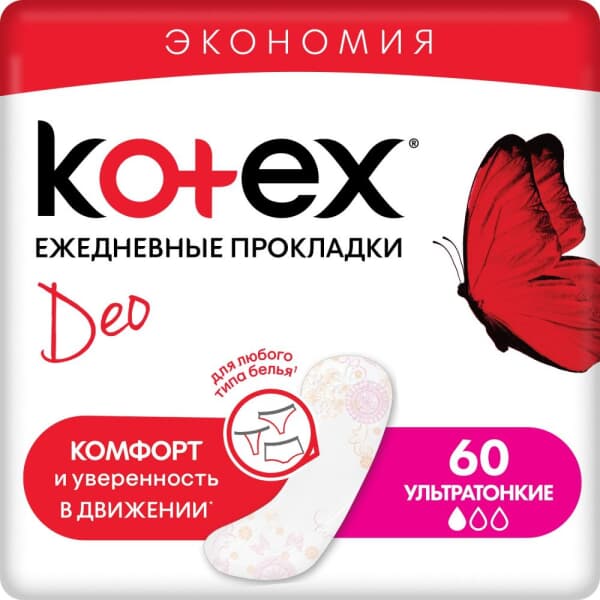 ЭКОНОМИЯ
kotex®
ЕЖЕДНЕВНЫЕ ПРОКЛАДКИ
Deo
для любого
типа белья¹
КОМФОРТ
и уверенность
В ДВИЖЕНИИ*
60
УЛЬТРАТОНКИЕ